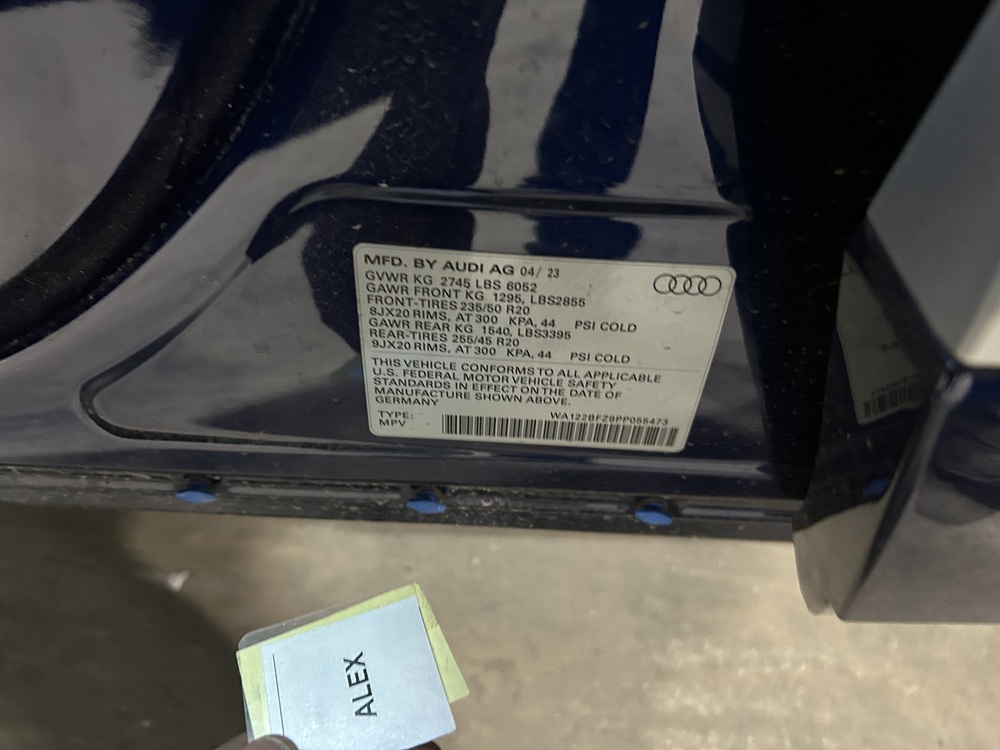 MFD. BY AUDI AG 04/ 23
GVWR KG 2745 LBS 6052
GAWR FRONT KG 1295, LBS2855
FRONT-TIRES 235/50 R20
8JX20 RIMS, AT 300 KPA, 44 PSI COLD
GAWR REAR KG 1540, LBS3395
REAR-TIRES 255/45 R20
9JX20 RIMS, AT 300 KPA, 44 PSI COLD
THIS VEHICLE CONFORMS TO ALL APPLICABLE
U.S. FEDERAL MOTOR VEHICLE SAFETY
STANDARDS IN EFFECT ON THE DATE OF
MANUFACTURE SHOWN ABOVE.
GERMANY
TYPE: WA122BFZ8PP055473
MPV
ALEX